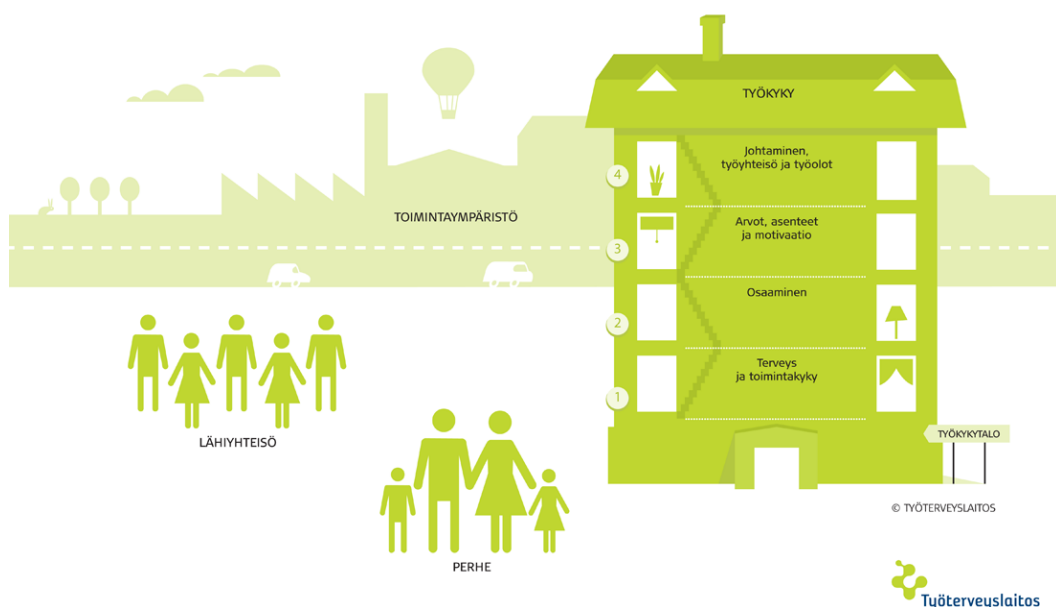 TYÖKYKY
4
Johtaminen,
työyhteisö ja työolot
TOIMINTAYMPÄRISTÖ
3
Arvot, asenteet
ja motivaatio
2
Osaaminen
1
Terveys
ja toimintakyky
LÄHIYHTEISÖ
TYÖKYKYTALO
© TYÖTERVEYSLAITOS
PERHE
Työterveyslaitos